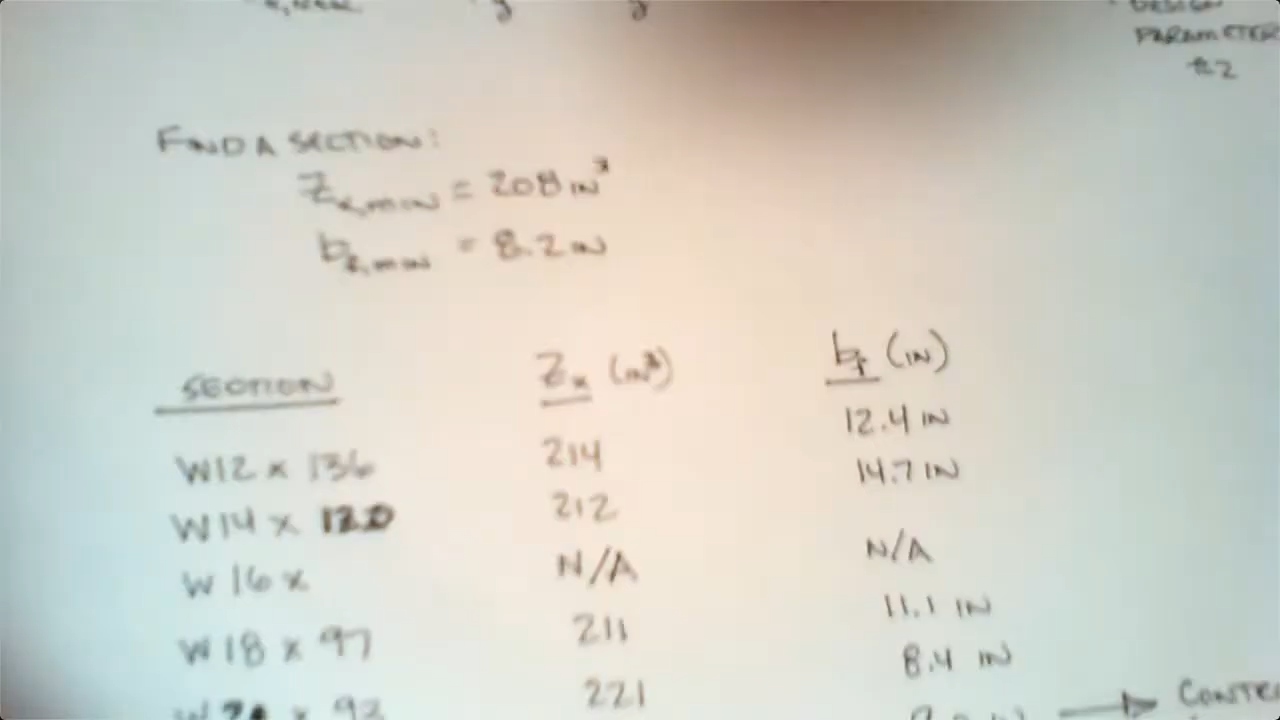 DESIGN
PARAMETER
#2
FIND A SECTION:
Zx,MIN = 208 IN³
bf,MIN = 8.2 IN
SECTION Zx (IN³) bf (IN)
W12 x 136 214 12.4 IN
W14 x 120 212 14.7 IN
W16 x N/A N/A
W18 x 97 211 11.1 IN
W21 x 93 221 8.4 IN